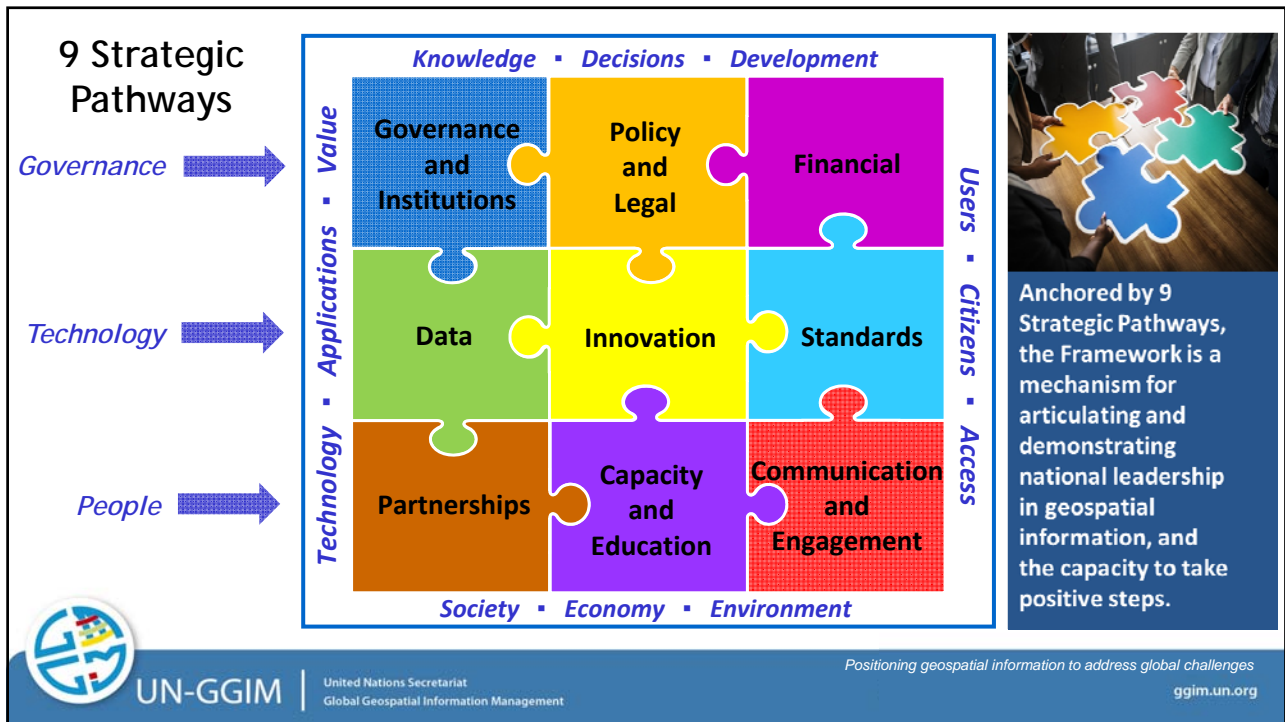 9 Strategic
Pathways
Knowledge ▪ Decisions ▪ Development
Governance
Technology
People
Technology ▪ Applications ▪ Value
Governance
and
Institutions
Policy
and
Legal
Financial
Data
Innovation
Standards
Partnerships
Capacity
and
Education
Communication
and
Engagement
Users ▪ Citizens ▪ Access
Society ▪ Economy ▪ Environment
Anchored by 9
Strategic Pathways,
the Framework is a
mechanism for
articulating and
demonstrating
national leadership
in geospatial
information, and
the capacity to take
positive steps.
UN-GGIM
United Nations Secretariat
Global Geospatial Information Management
Positioning geospatial information to address global challenges
ggim.un.org